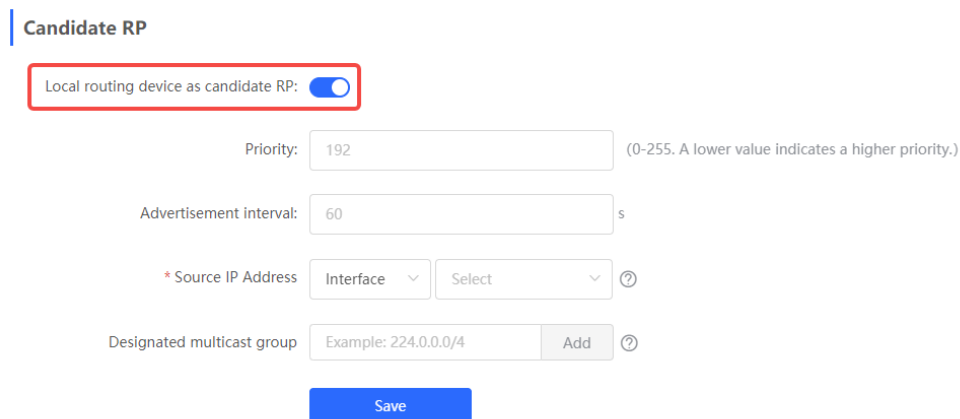 Candidate RP
Local routing device as candidate RP:
Priority: 192 (0-255. A lower value indicates a higher priority.)
Advertisement interval: 60 s
* Source IP Address Interface Select
Designated multicast group Example: 224.0.0.0/4 Add
Save